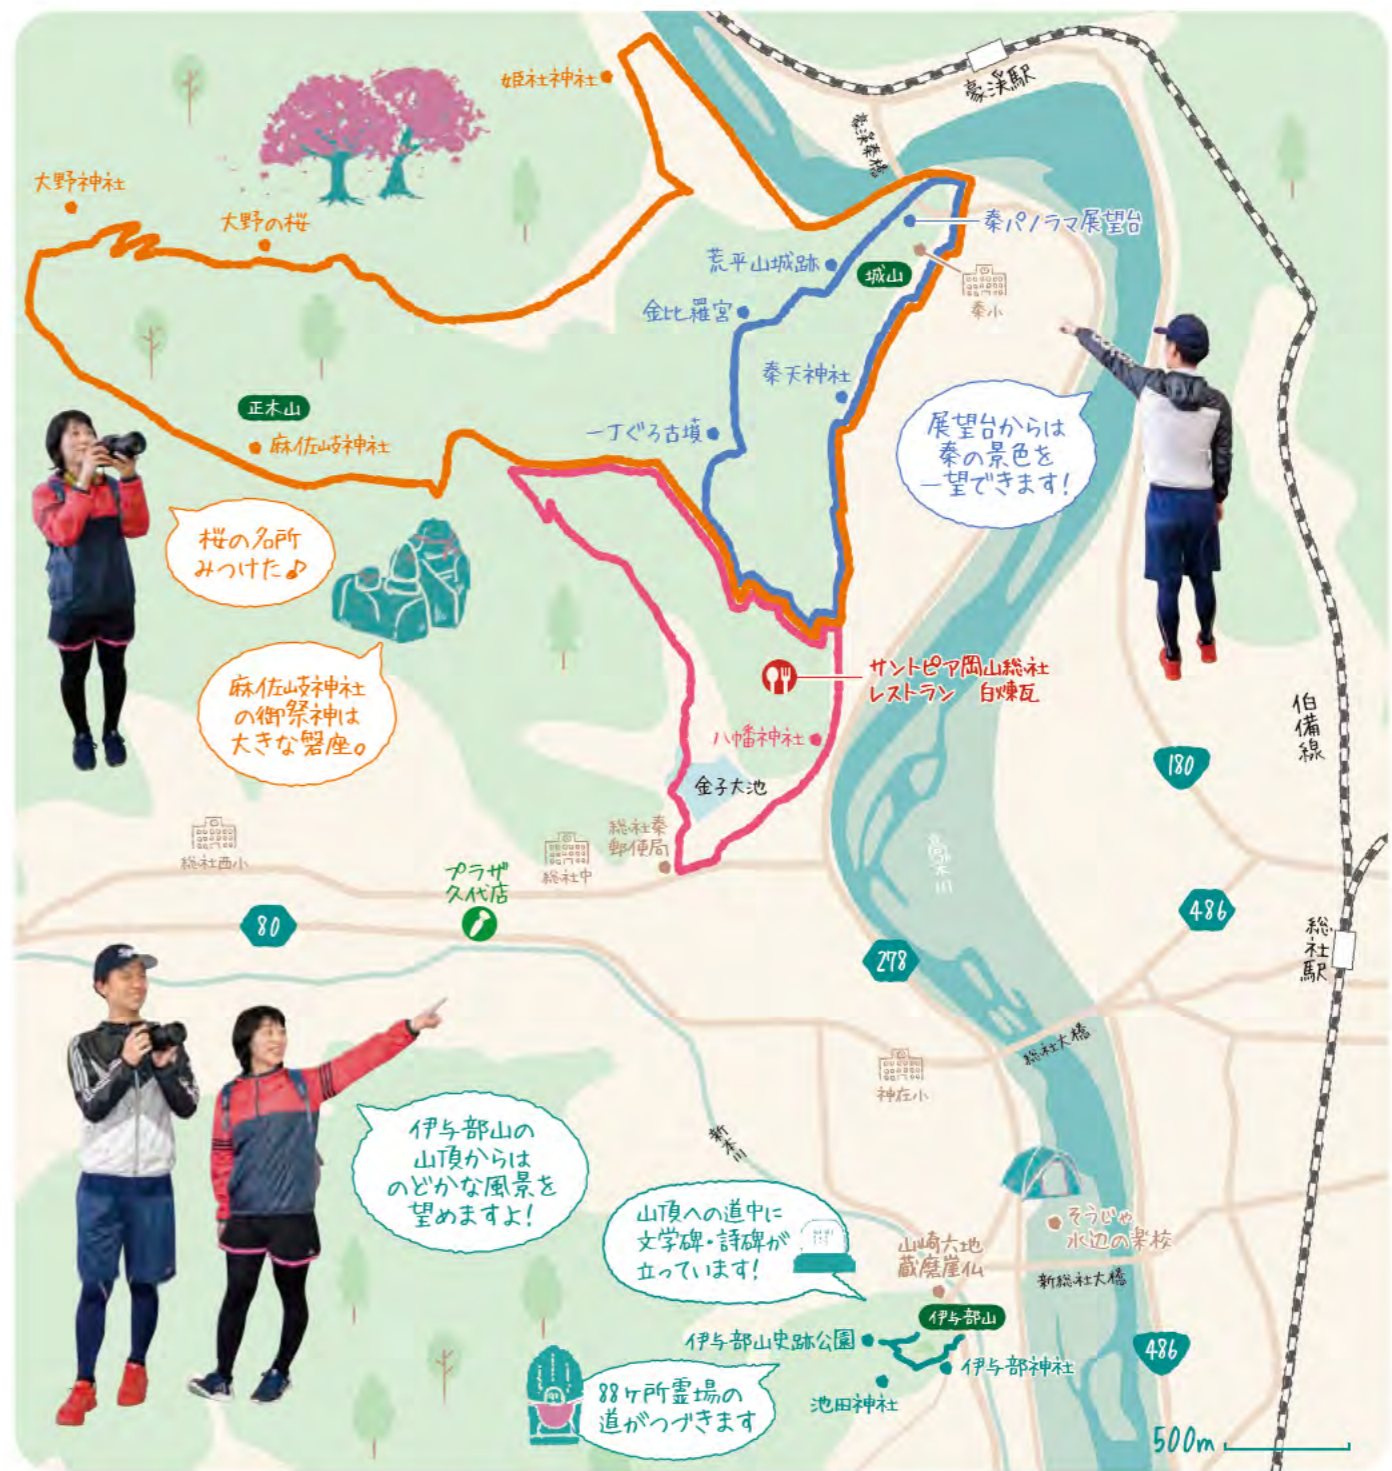 姫社神社
豪渓駅
豪渓秦橋
大野神社
大野の桜
秦パノラマ展望台
荒平山城跡
城山
金比羅宮
秦小
秦天神社
正木山
麻佐岐神社
一丁ぐろ古墳
展望台からは
秦の景色を
一望できます!
桜の名所
みつけた♪
麻佐岐神社
の御祭神は
大きな磐座。
サントピア岡山総社
レストラン 白煉瓦
伯備線
八幡神社
180
金子大池
総社秦
郵便局
総社西小
総社中
プラザ
久代店
高梁川
80
486
278
総社駅
総社大橋
神在小
伊与部山の
山頂からは
のどかな風景を
望めますよ!
新本川
山頂への道中に
文学碑・詩碑が
立っています!
そうじゃ
水辺の楽校
山崎六地
蔵磨崖仏
新総社大橋
伊与部山
伊与部山史跡公園
伊与部神社
486
池田神社
88ヶ所霊場の
道がつづきます
500m